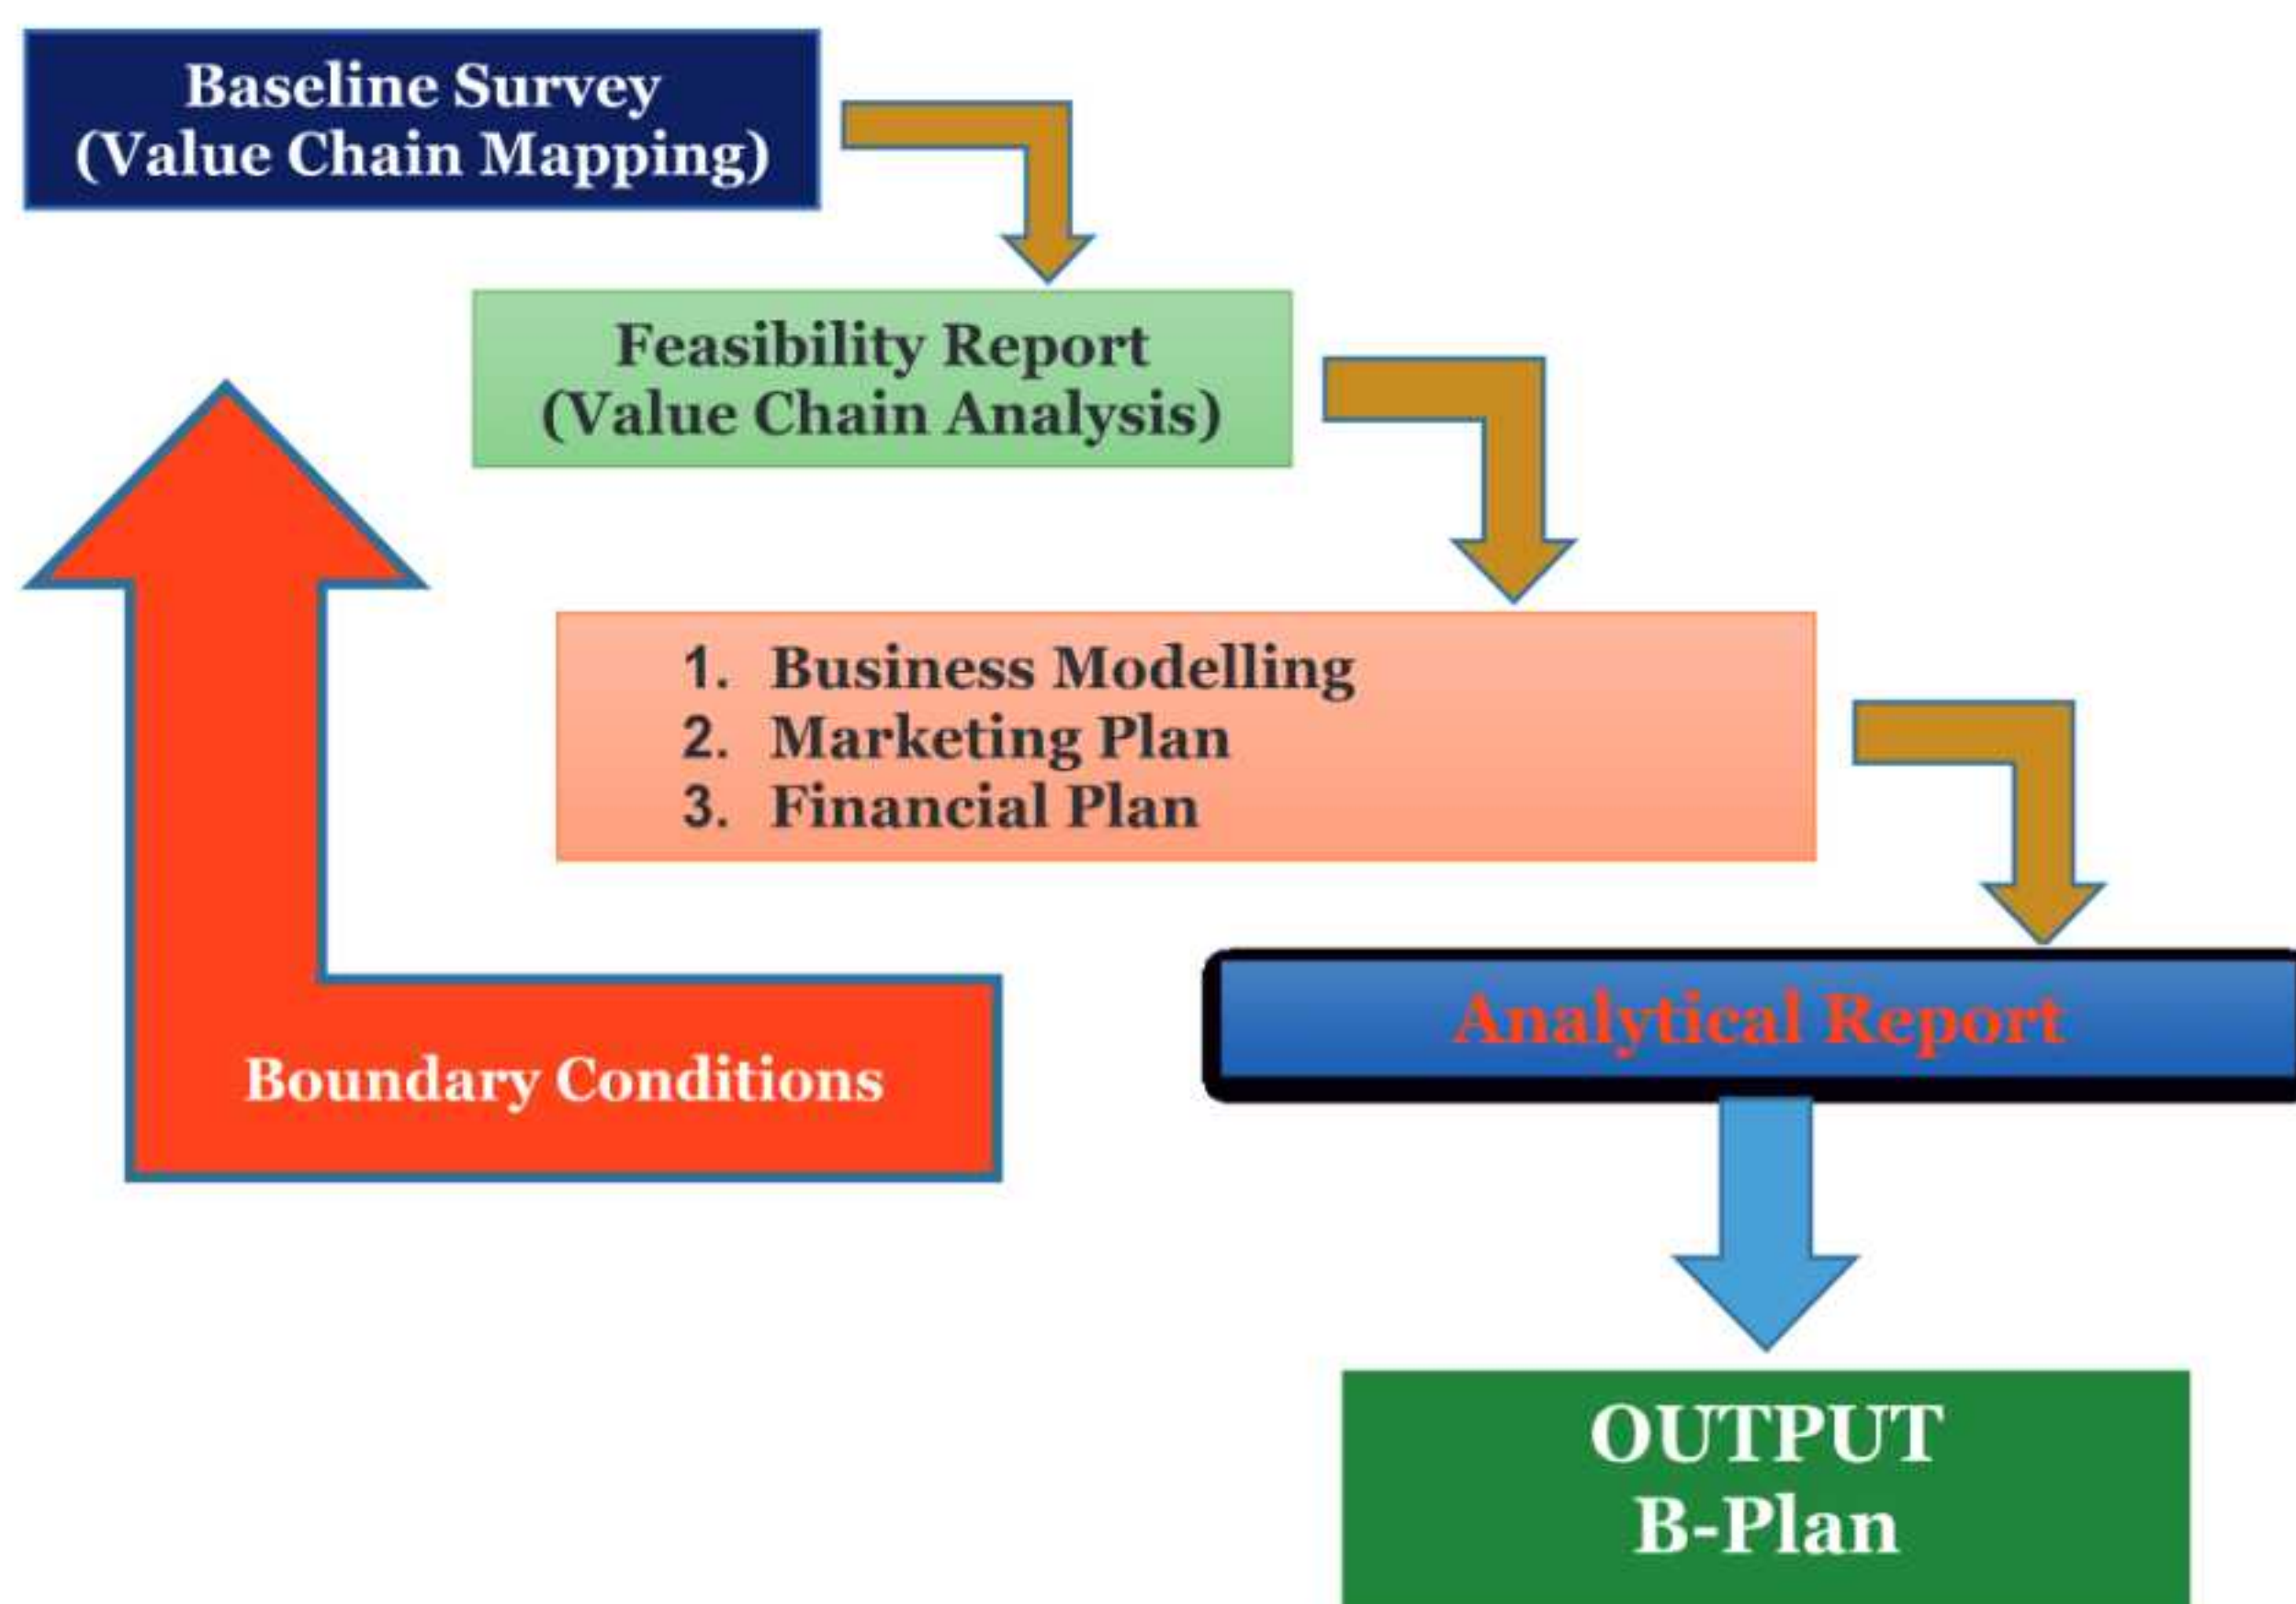 Baseline Survey
(Value Chain Mapping)
Feasibility Report
(Value Chain Analysis)
1. Business Modelling
2. Marketing Plan
3. Financial Plan
Analytical Report
Boundary Conditions
OUTPUT
B-Plan